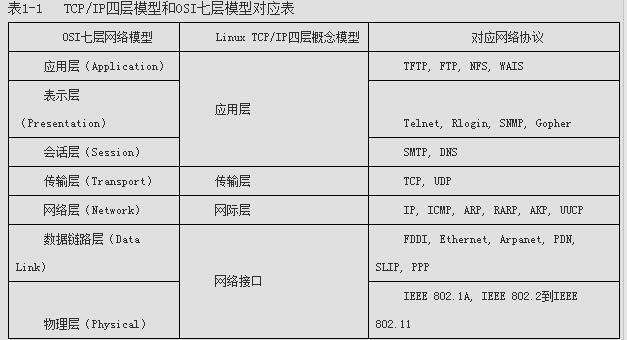 表1-1 TCP/IP四层模型和OSI七层模型对应表
OSI七层网络模型 Linux TCP/IP四层概念模型 对应网络协议
应用层（Application） 应用层 TFTP, FTP, NFS, WAIS
表示层
（Presentation） Telnet, Rlogin, SNMP, Gopher
会话层（Session） SMTP, DNS
传输层（Transport） 传输层 TCP, UDP
网络层（Network） 网际层 IP, ICMP, ARP, RARP, AKP, UUCP
数据链路层（Data
Link） 网络接口 FDDI, Ethernet, Arpanet, PDN,
SLIP, PPP
物理层（Physical） IEEE 802.1A, IEEE 802.2到IEEE
802.11